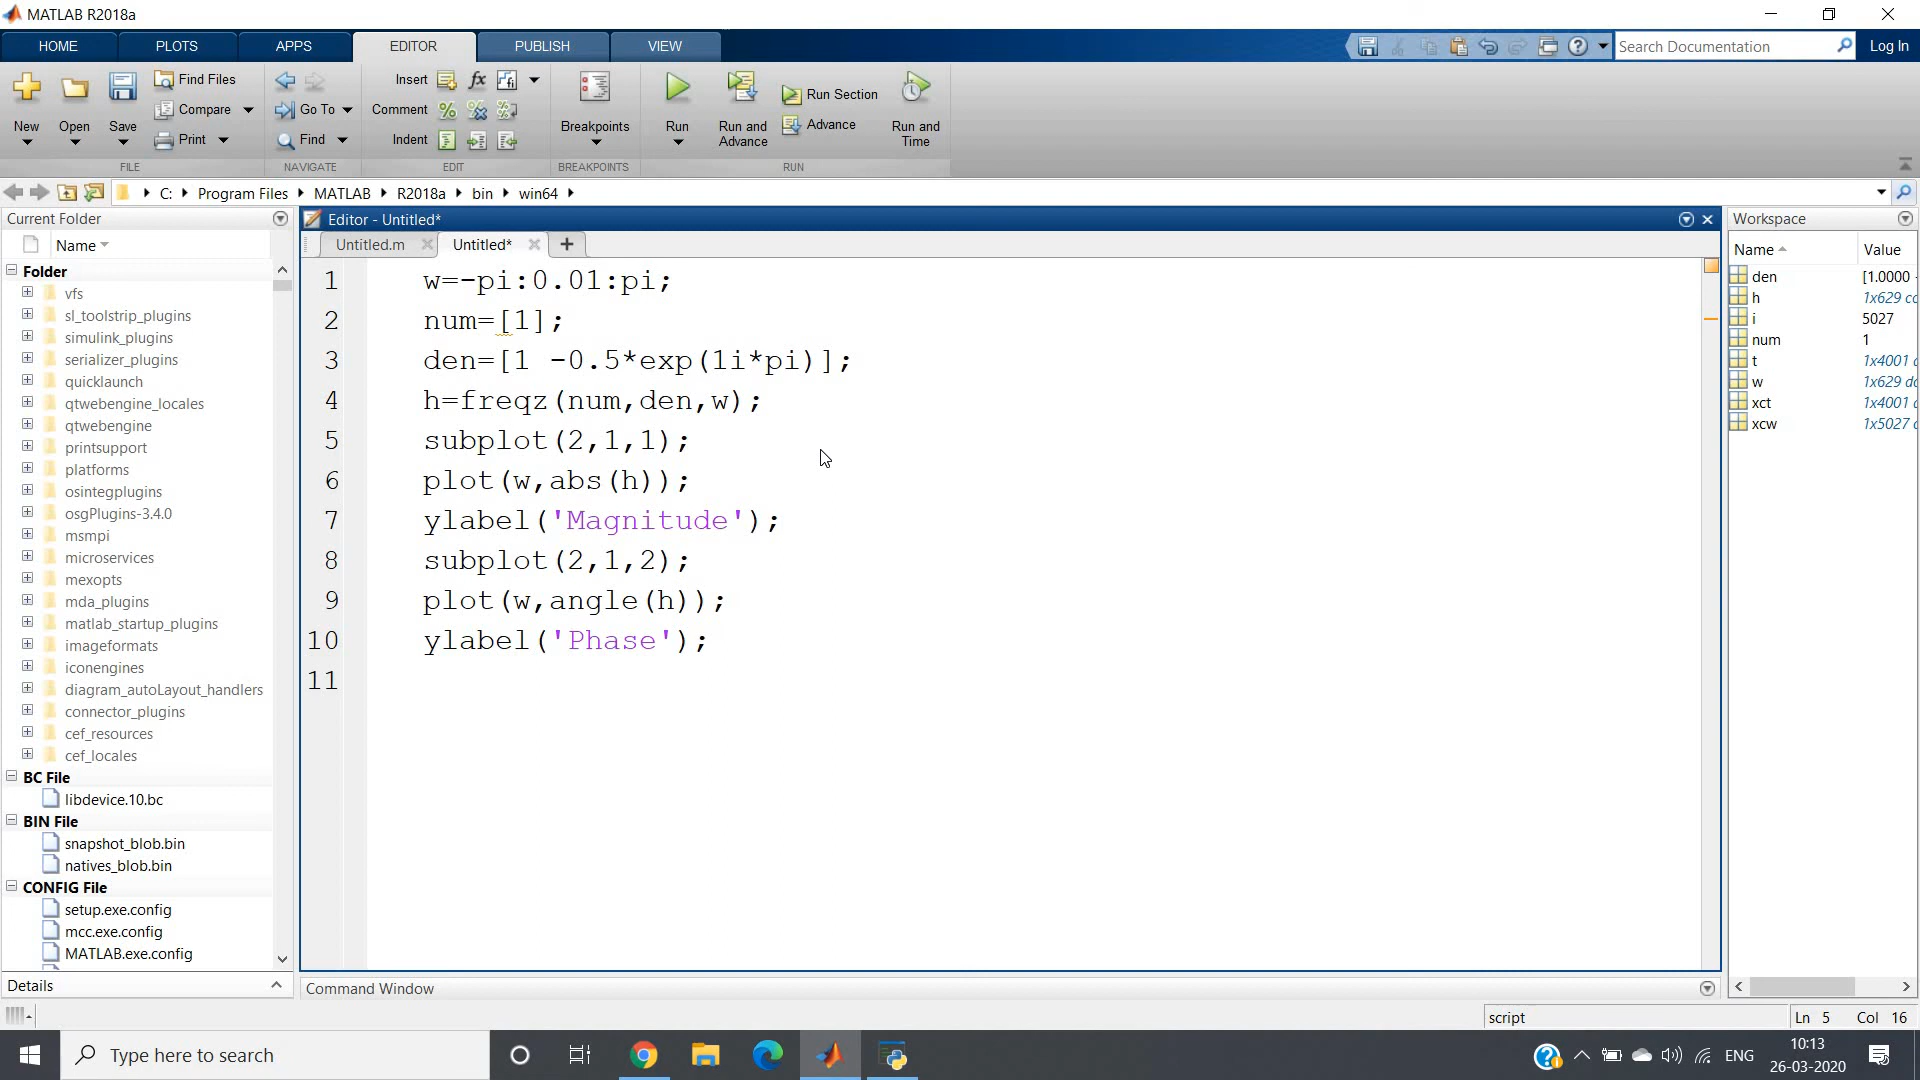 MATLAB R2018a
HOME PLOTS APPS EDITOR PUBLISH VIEW
Search Documentation Log In
New
Open
Save
Find Files
Compare
Print
FILE
Go To
Find
NAVIGATE
Insert
Comment
Indent
EDIT
Breakpoints
BREAKPOINTS
Run
Run and
Advance
Run Section
Advance
Run and
Time
RUN
C: Program Files MATLAB R2018a bin win64
Current Folder
Name
Folder
vfs
sl_toolstrip_plugins
simulink_plugins
serializer_plugins
quicklaunch
qtwebengine_locales
qtwebengine
printsupport
platforms
osintegplugins
osgPlugins-3.4.0
msmpi
microservices
mexopts
mda_plugins
matlab_startup_plugins
imageformats
iconengines
diagram_autoLayout_handlers
connector_plugins
cef_resources
cef_locales
BC File
libdevice.10.bc
BIN File
snapshot_blob.bin
natives_blob.bin
CONFIG File
setup.exe.config
mcc.exe.config
MATLAB.exe.config
Details
Editor - Untitled*
Untitled.m Untitled*
1 w=-pi:0.01:pi;
2 num=[1];
3 den=[1 -0.5*exp(1i*pi)];
4 h=freqz(num,den,w);
5 subplot(2,1,1);
6 plot(w,abs(h));
7 ylabel('Magnitude');
8 subplot(2,1,2);
9 plot(w,angle(h));
10 ylabel('Phase');
11
Command Window
Workspace
Name Value
den [1.0000 -
h 1x629 co
i 5027
num 1
t 1x4001
w 1x629 do
xct 1x4001
xcw 1x5027
script Ln 5 Col 16
Type here to search
ENG
10:13
26-03-2020